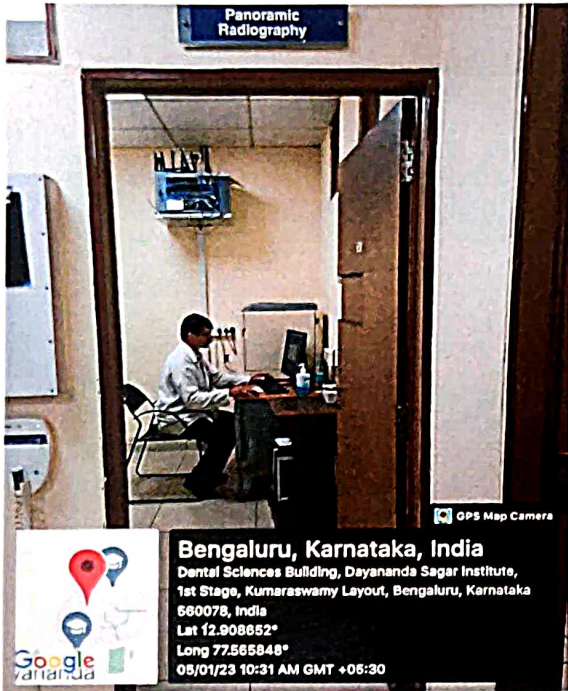 Panoramic
Radiography
GPS Map Camera
Bengaluru, Karnataka, India
Dental Sciences Building, Dayananda Sagar Institute,
1st Stage, Kumaraswamy Layout, Bengaluru, Karnataka
560078, India
Lat 12.908652°
Long 77.565848°
05/01/23 10:31 AM GMT +05:30
Google